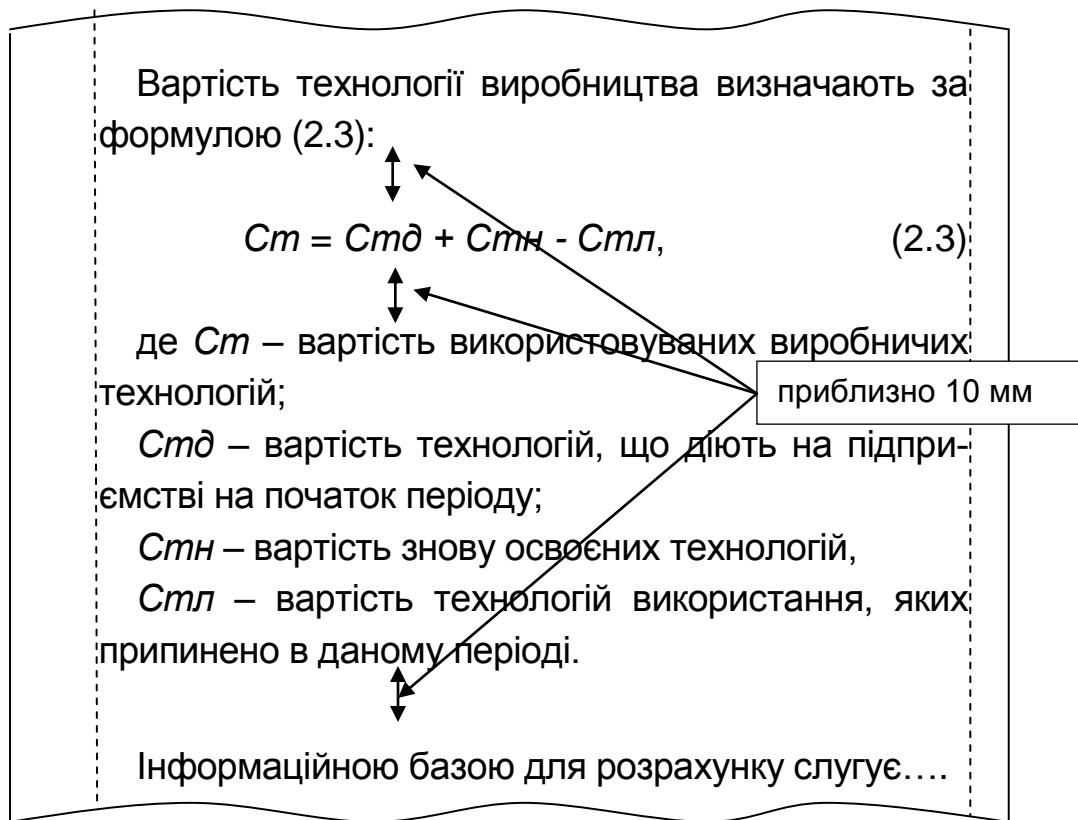 Вартість технології виробництва визначають за
формулою (2.3):
Ст = Стд + Стн - Стл, (2.3)
де Ст – вартість використовуваних виробничих
технологій;
приблизно 10 мм
Стд – вартість технологій, що діють на підпри-
ємстві на початок періоду;
Стн – вартість знову освоєних технологій,
Стл – вартість технологій використання, яких
припинено в даному періоді.
Інформаційною базою для розрахунку слугує….